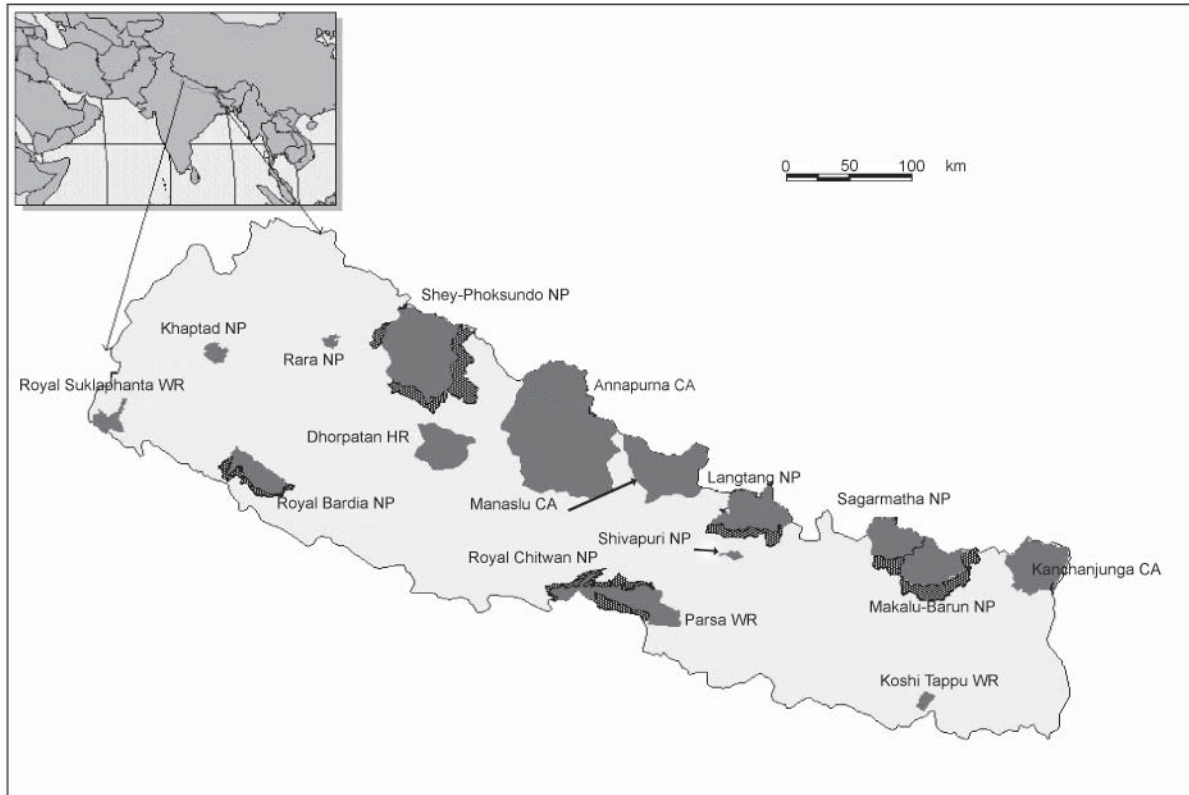 0 50 100 km
Shey-Phoksundo NP
Khaptad NP
Rara NP
Royal Suklaphanta WR
Annapurna CA
Dhorpatan HR
Langtang NP
Royal Bardia NP
Manaslu CA
Sagarmatha NP
Shivapuri NP
Royal Chitwan NP
Kanchanjunga CA
Makalu-Barun NP
Parsa WR
Koshi Tappu WR